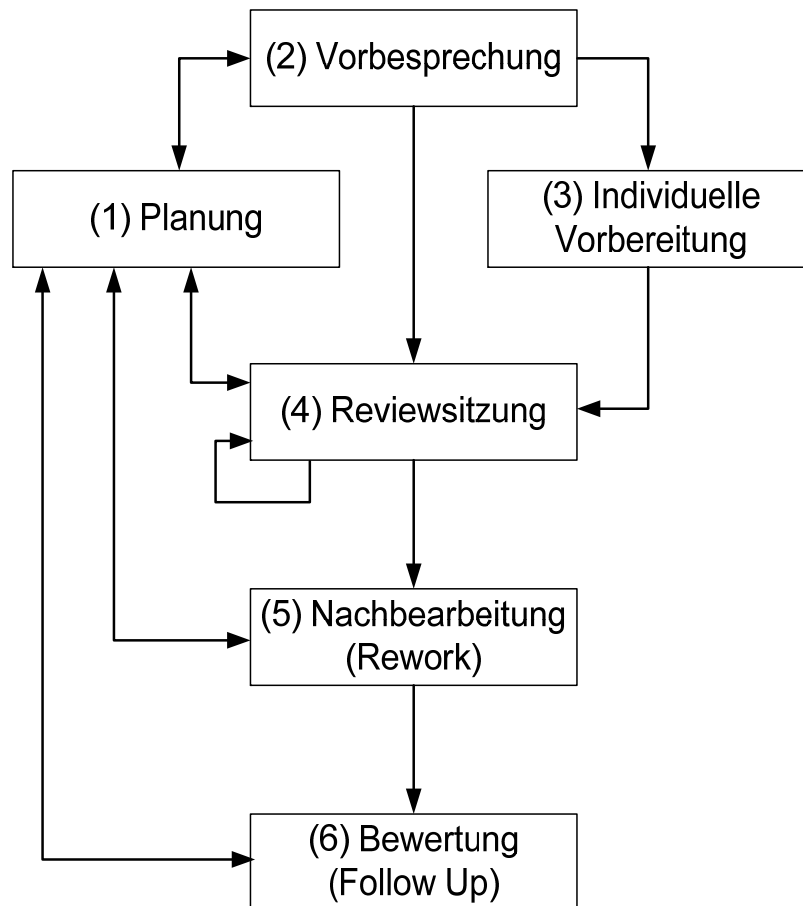 (2) Vorbesprechung
(1) Planung
(3) Individuelle
Vorbereitung
(4) Reviewsitzung
(5) Nachbearbeitung
(Rework)
(6) Bewertung
(Follow Up)